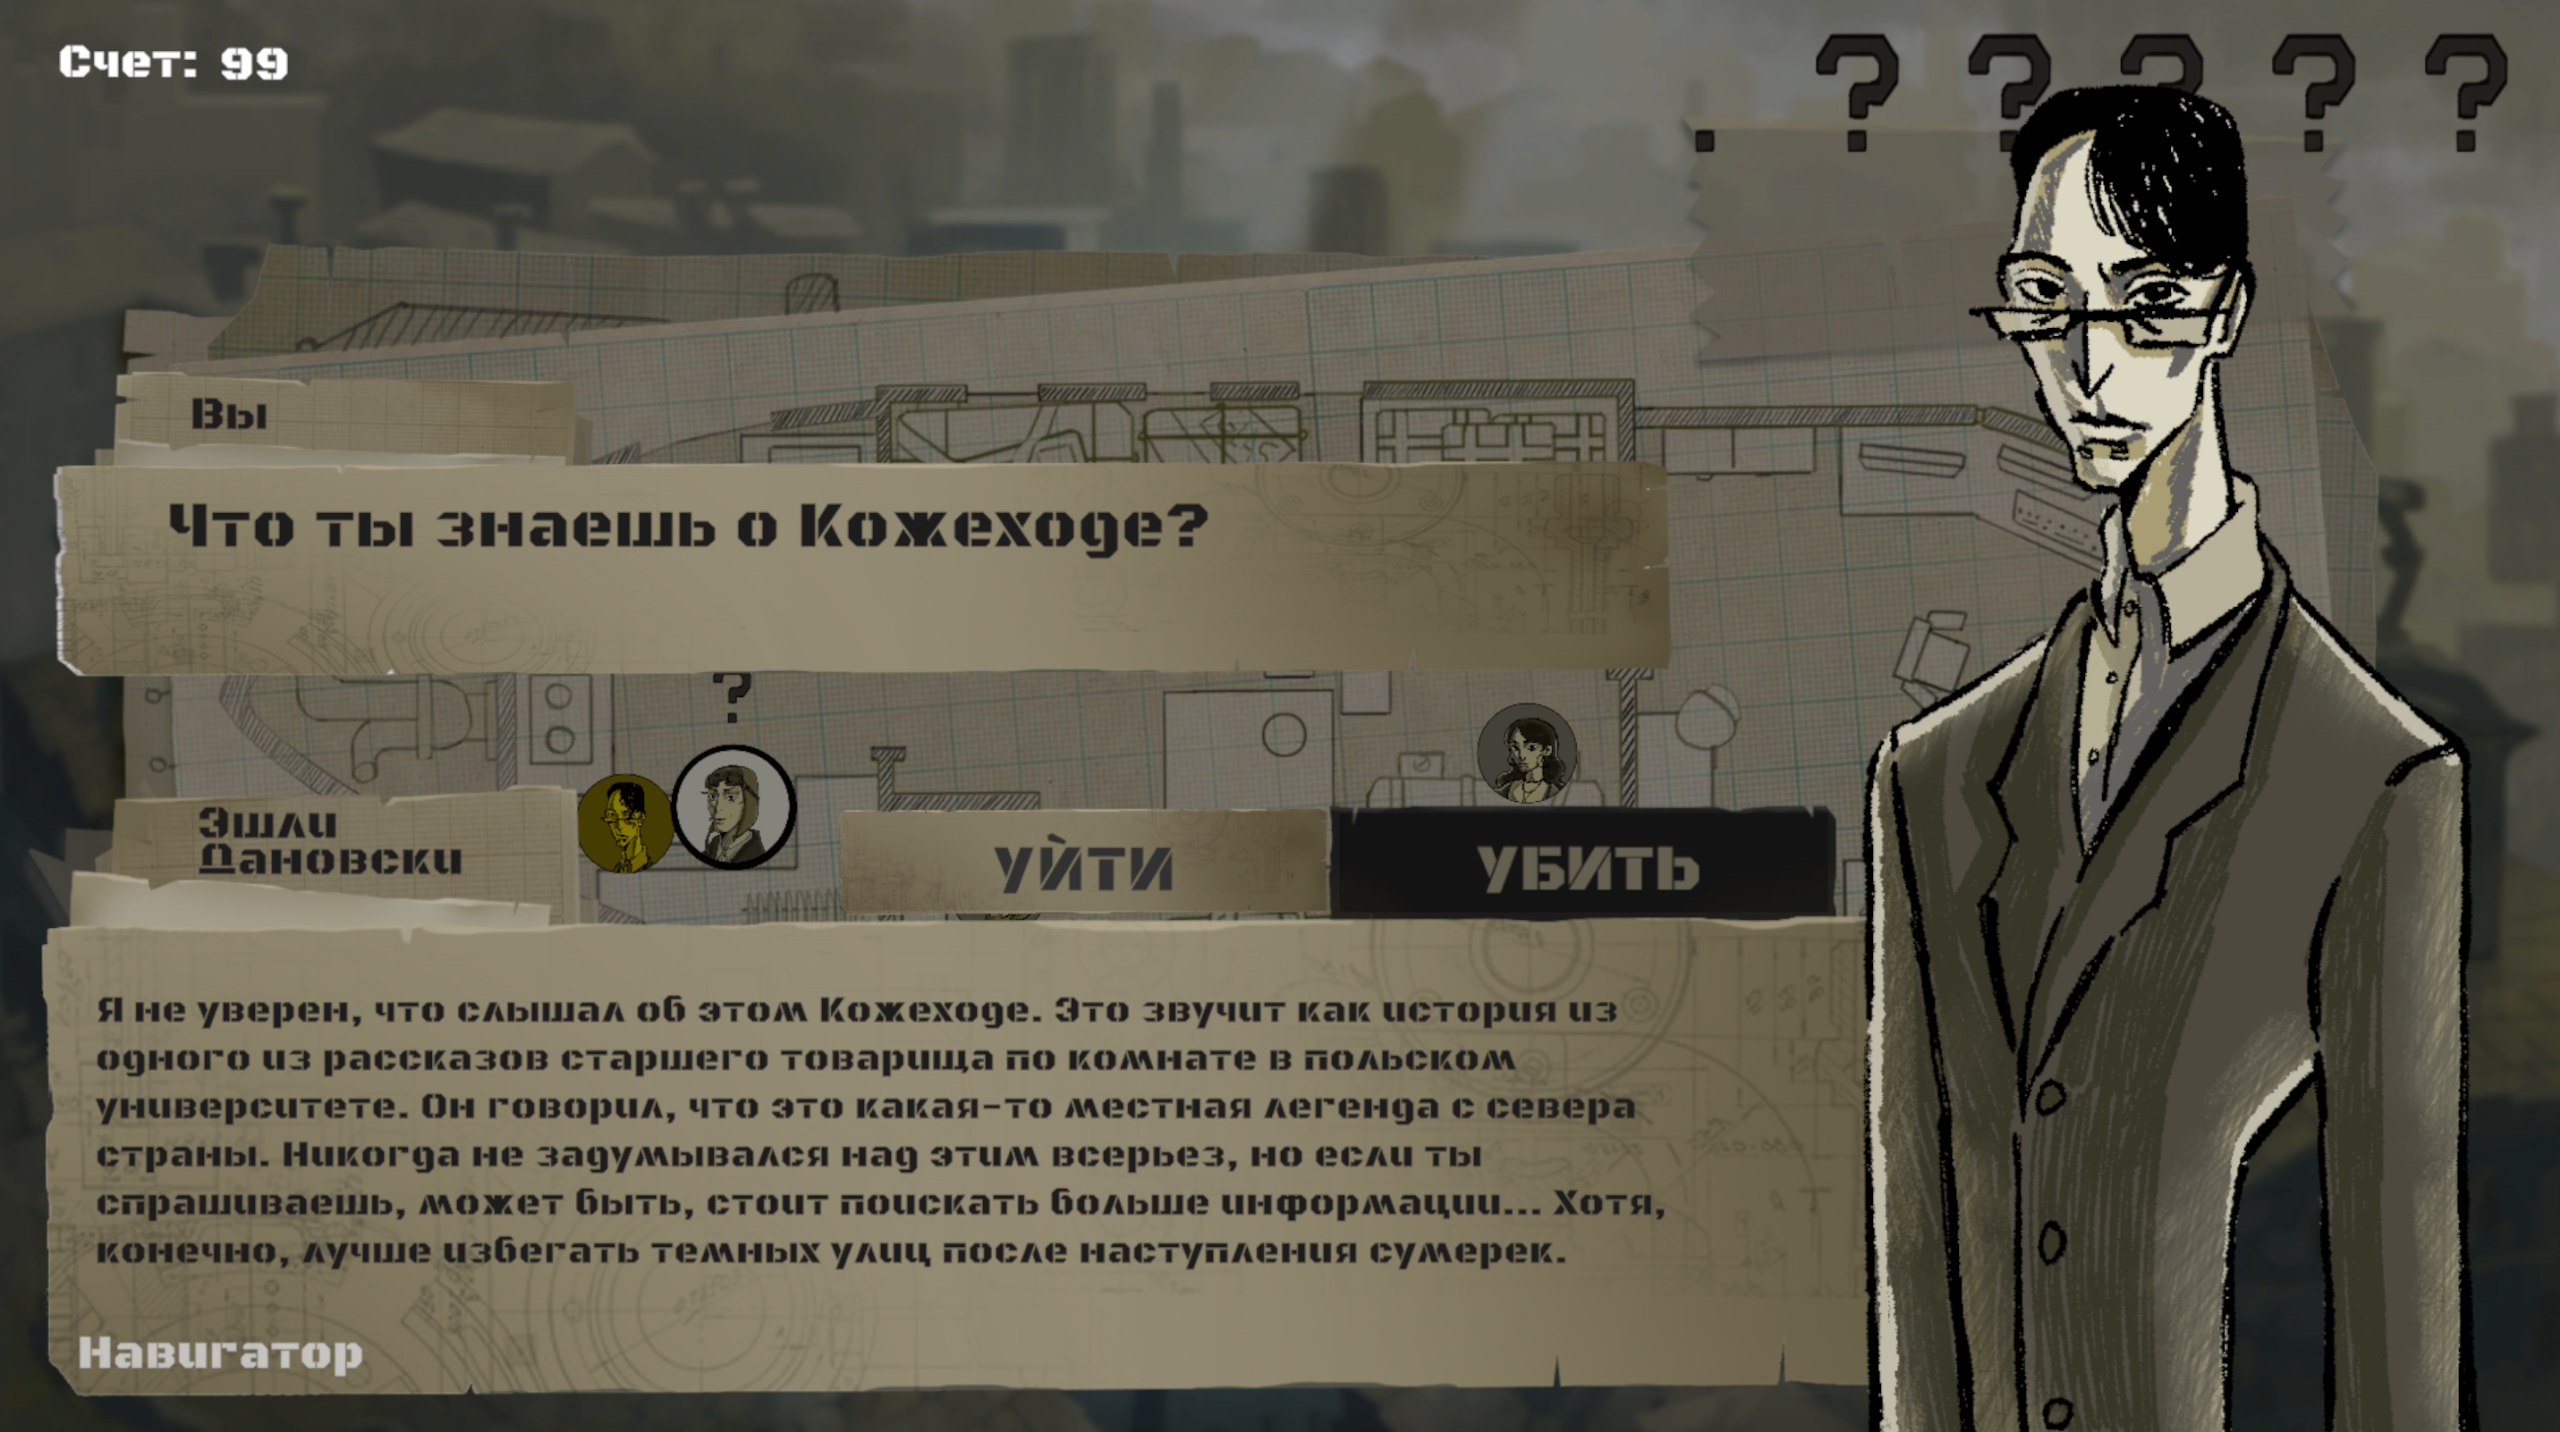 Счет: 99
? ? ? ? ?
Вы
Что ты знаешь о Кожеходе?
?
Эшли
Дановски
УЙТИ
УБИТЬ
Я не уверен, что слышал об этом Кожеходе. Это звучит как история из
одного из рассказов старшего товарища по комнате в польском
университете. Он говорил, что это какая-то местная легенда с севера
страны. Никогда не задумывался над этим всерьез, но если ты
спрашиваешь, может быть, стоит поискать больше информации... Хотя,
конечно, лучше избегать темных улиц после наступления сумерек.
Навигатор